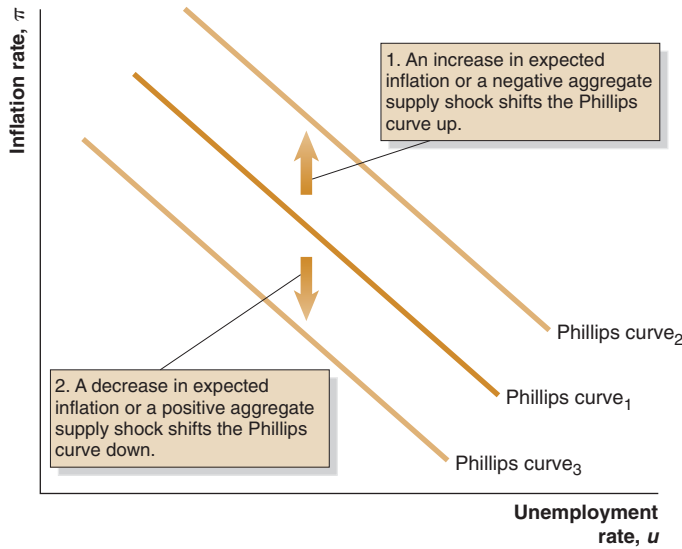 Inflation rate, π
1. An increase in expected
inflation or a negative aggregate
supply shock shifts the Phillips
curve up.
Phillips curve₂
2. A decrease in expected
inflation or a positive aggregate
supply shock shifts the Phillips
curve down.
Phillips curve₁
Phillips curve₃
Unemployment
rate, u